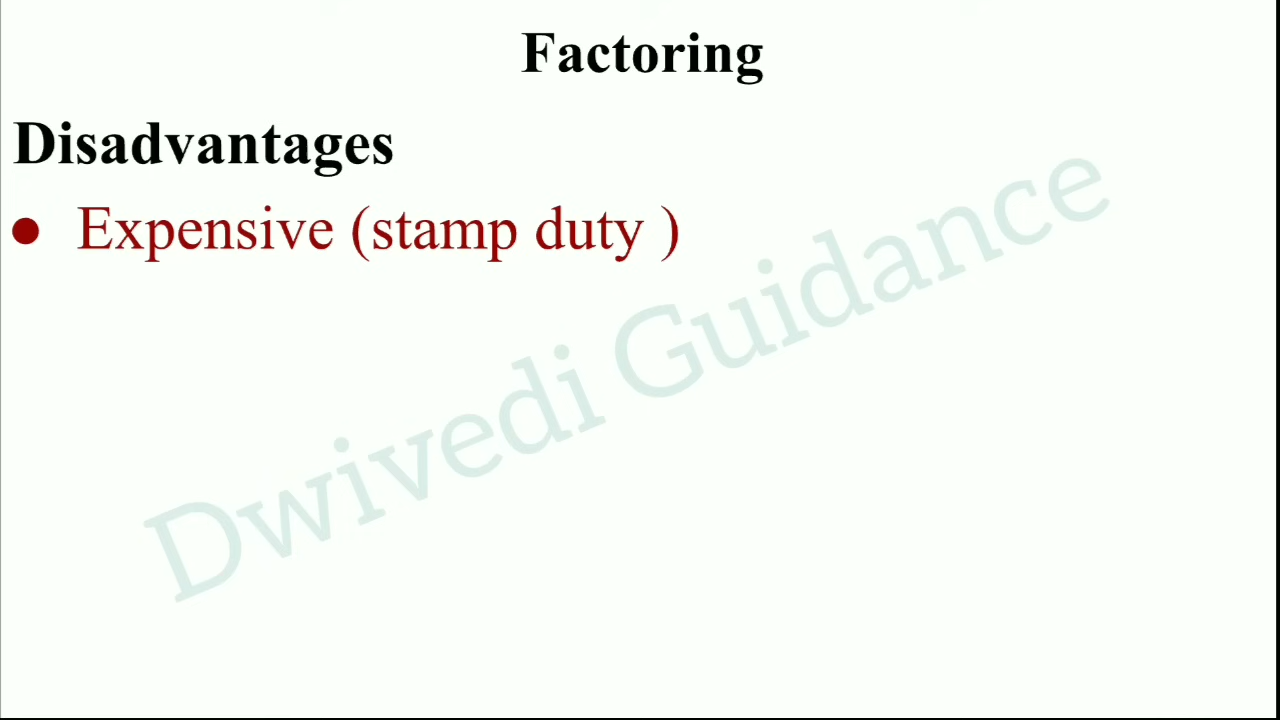 Factoring
Disadvantages
● Expensive (stamp duty )
Dwivedi Guidance